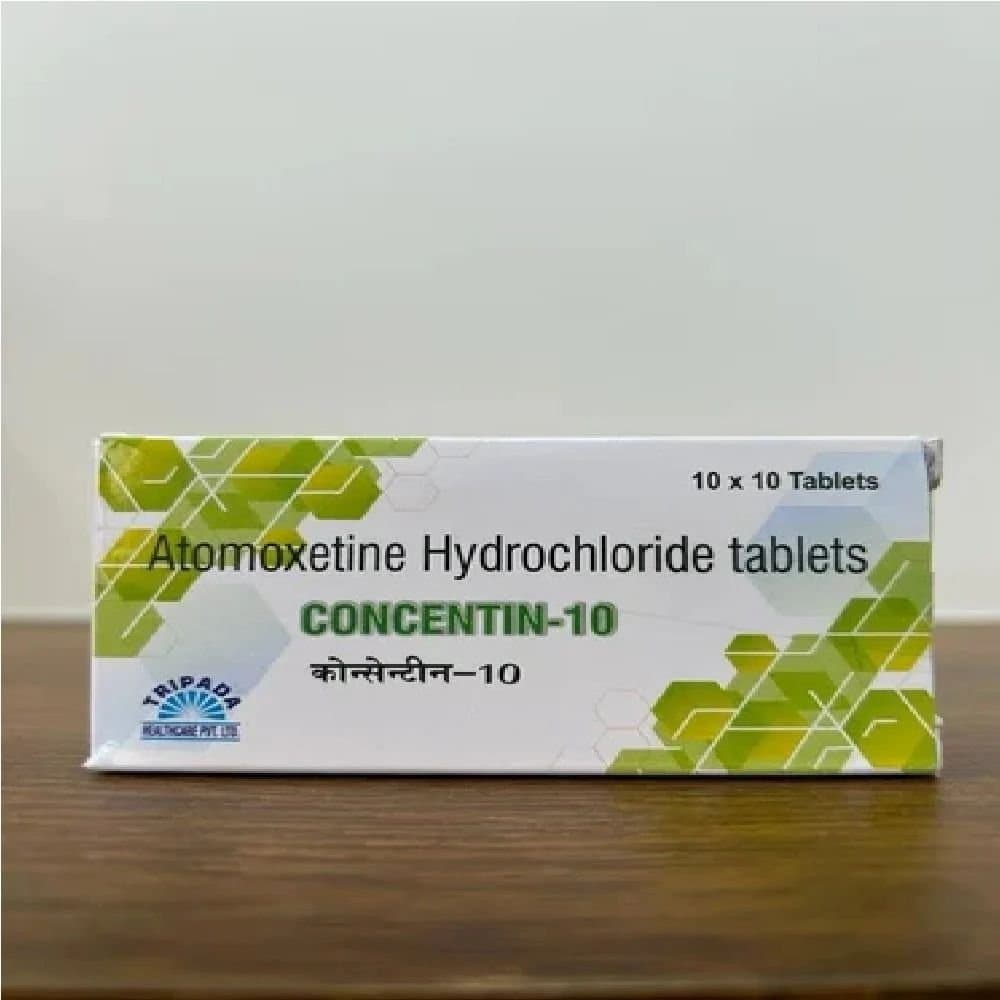 10 x 10 Tablets
Atomoxetine Hydrochloride tablets
CONCENTIN-10
कोन्सेन्टीन–10
TRIPADA
HEALTHCARE PVT. LTD.